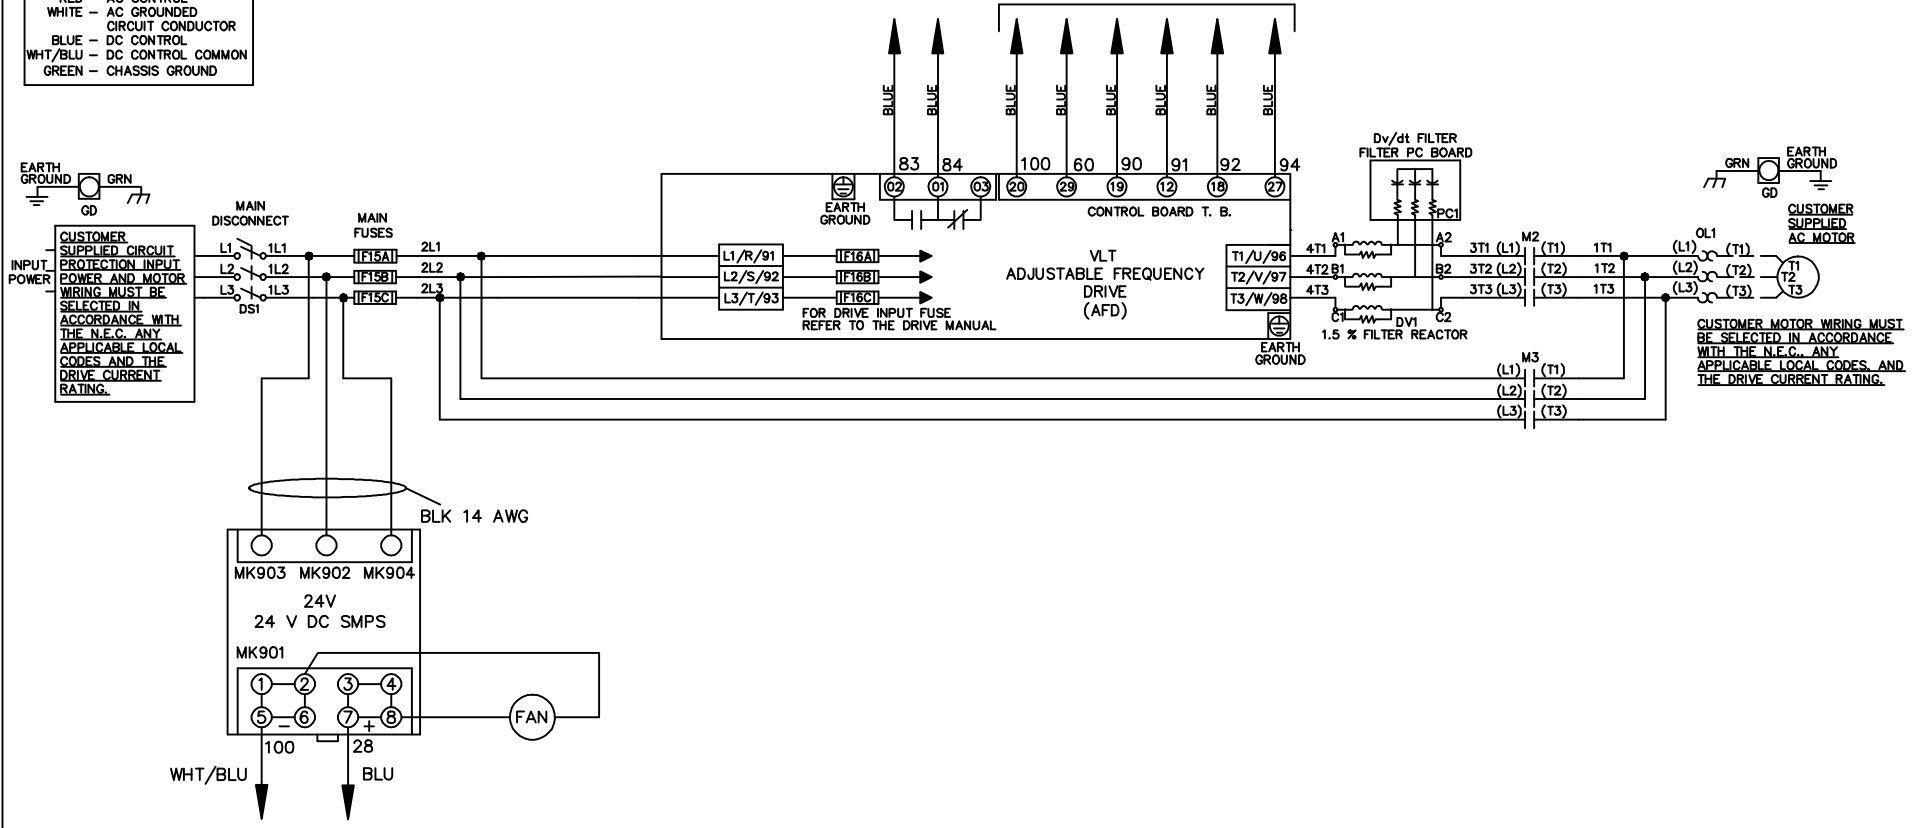 WHITE – AC GROUNDED
CIRCUIT CONDUCTOR
BLUE – DC CONTROL
WHT/BLU – DC CONTROL COMMON
GREEN – CHASSIS GROUND
BLUE
BLUE
BLUE
BLUE
BLUE
BLUE
BLUE
BLUE
83
84
100
60
90
91
92
94
02
01
03
20
29
19
12
18
27
EARTH
GROUND
CONTROL BOARD T. B.
EARTH
GROUND
GRN
GD
MAIN
DISCONNECT
MAIN
FUSES
INPUT
POWER
CUSTOMER
SUPPLIED CIRCUIT
PROTECTION INPUT
POWER AND MOTOR
WIRING MUST BE
SELECTED IN
ACCORDANCE WITH
THE N.E.C. ANY
APPLICABLE LOCAL
CODES AND THE
DRIVE CURRENT
RATING.
L1 1L1
L2 1L2
L3 1L3
DS1
F15A
F15B
F15C
2L1
2L2
2L3
L1/R/91
L2/S/92
L3/T/93
F16A
F16B
F16C
FOR DRIVE INPUT FUSE
REFER TO THE DRIVE MANUAL
VLT
ADJUSTABLE FREQUENCY
DRIVE
(AFD)
T1/U/96
T2/V/97
T3/W/98
EARTH
GROUND
4T1
4T2
4T3
A1
B1
C1
Dv/dt FILTER
FILTER PC BOARD
PC1
A2
B2
C2
DV1
1.5 % FILTER REACTOR
M2
3T1 (L1) (T1) 1T1
3T2 (L2) (T2) 1T2
3T3 (L3) (T3) 1T3
M3
(L1) (T1)
(L2) (T2)
(L3) (T3)
GRN
EARTH
GROUND
GD
CUSTOMER
SUPPLIED
AC MOTOR
OL1
(L1) (T1)
(L2) (T2)
(L3) (T3)
T1
T2
T3
CUSTOMER MOTOR WIRING MUST
BE SELECTED IN ACCORDANCE
WITH THE N.E.C., ANY
APPLICABLE LOCAL CODES, AND
THE DRIVE CURRENT RATING.
BLK 14 AWG
MK903 MK902 MK904
24V
24 V DC SMPS
MK901
1 2 3 4
5 – 6 7 + 8
FAN
100
28
WHT/BLU
BLU